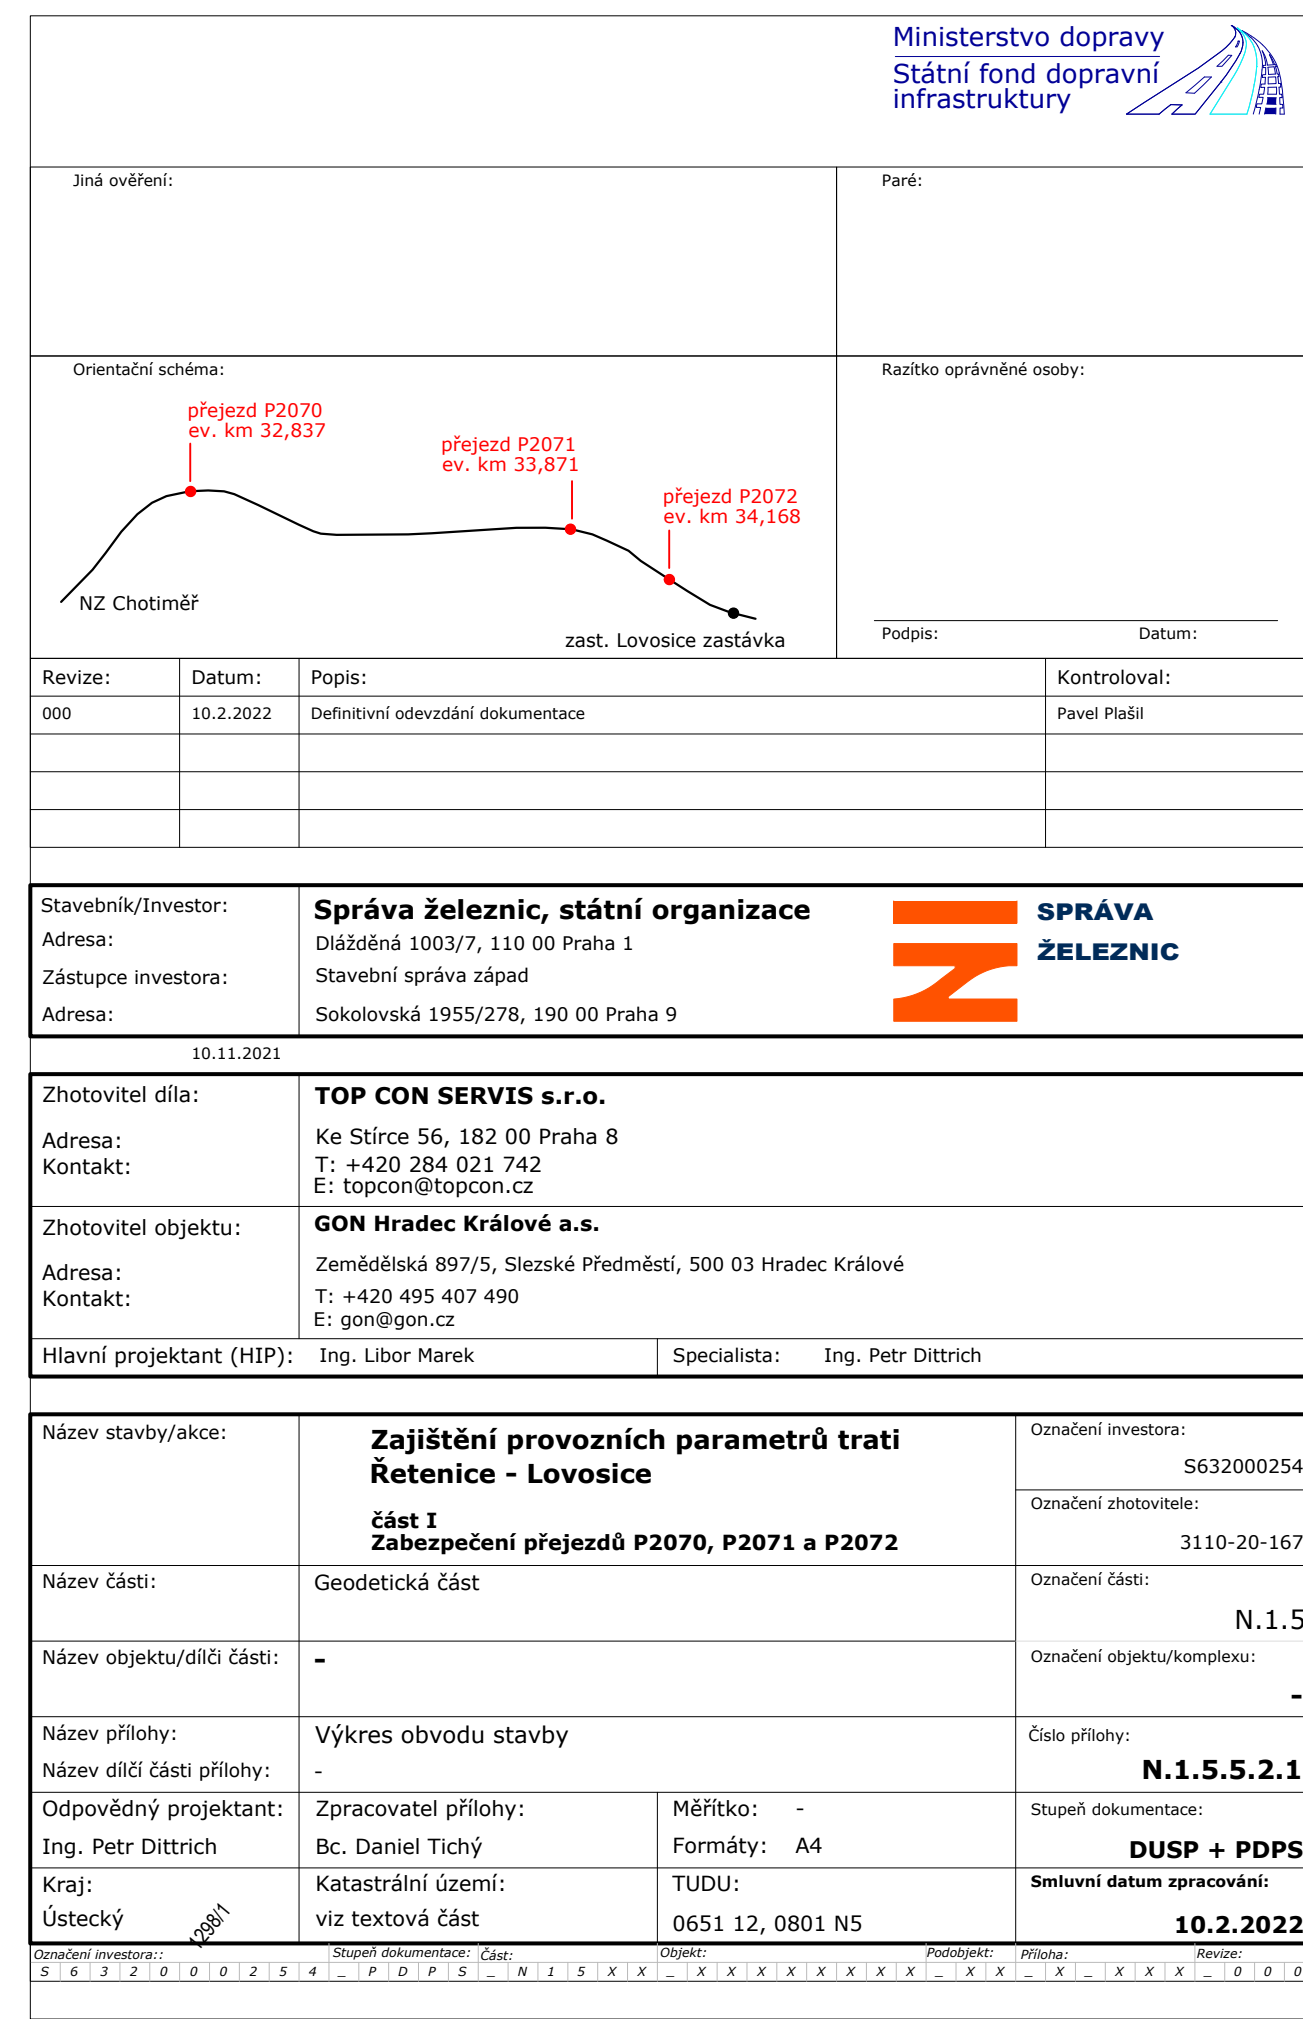 Ministerstvo dopravy
Státní fond dopravní
infrastruktury
Jiná ověření:
Paré:
Orientační schéma:
Razítko oprávněné osoby:
přejezd P2070
ev. km 32,837
přejezd P2071
ev. km 33,871
přejezd P2072
ev. km 34,168
NZ Chotiměř
zast. Lovosice zastávka
Podpis: Datum:
Revize: Datum: Popis: Kontroloval:
000 10.2.2022 Definitivní odevzdání dokumentace Pavel Plašil
Stavebník/Investor: Správa železnic, státní organizace
Adresa: Dlážděná 1003/7, 110 00 Praha 1
Zástupce investora: Stavební správa západ
Adresa: Sokolovská 1955/278, 190 00 Praha 9
SPRÁVA
ŽELEZNIC
10.11.2021
Zhotovitel díla: TOP CON SERVIS s.r.o.
Adresa: Ke Stírce 56, 182 00 Praha 8
Kontakt: T: +420 284 021 742
E: topcon@topcon.cz
Zhotovitel objektu: GON Hradec Králové a.s.
Adresa: Zemědělská 897/5, Slezské Předměstí, 500 03 Hradec Králové
Kontakt: T: +420 495 407 490
E: gon@gon.cz
Hlavní projektant (HIP): Ing. Libor Marek Specialista: Ing. Petr Dittrich
Název stavby/akce: Zajištění provozních parametrů trati
Řetenice - Lovosice
část I
Zabezpečení přejezdů P2070, P2071 a P2072
Označení investora:
S632000254
Označení zhotovitele:
3110-20-167
Název části: Geodetická část
Označení části:
N.1.5
Název objektu/dílči části: -
Označení objektu/komplexu:
-
Název přílohy: Výkres obvodu stavby
Název dílčí části přílohy: -
Číslo přílohy:
N.1.5.5.2.1
Odpovědný projektant: Zpracovatel přílohy: Měřítko: - Stupeň dokumentace:
Ing. Petr Dittrich Bc. Daniel Tichý Formáty: A4 DUSP + PDPS
Kraj: Katastrální území: TUDU: Smluvní datum zpracování:
Ústecký viz textová část 0651 12, 0801 N5 10.2.2022
1298/1
Označení investora:: Stupeň dokumentace: Část: Objekt: Podobjekt: Příloha: Revize:
S 6 3 2 0 0 0 2 5 4 _ P D P S _ N 1 5 X X _ X X X X X X X X _ X X _ X _ X X X _ 0 0 0